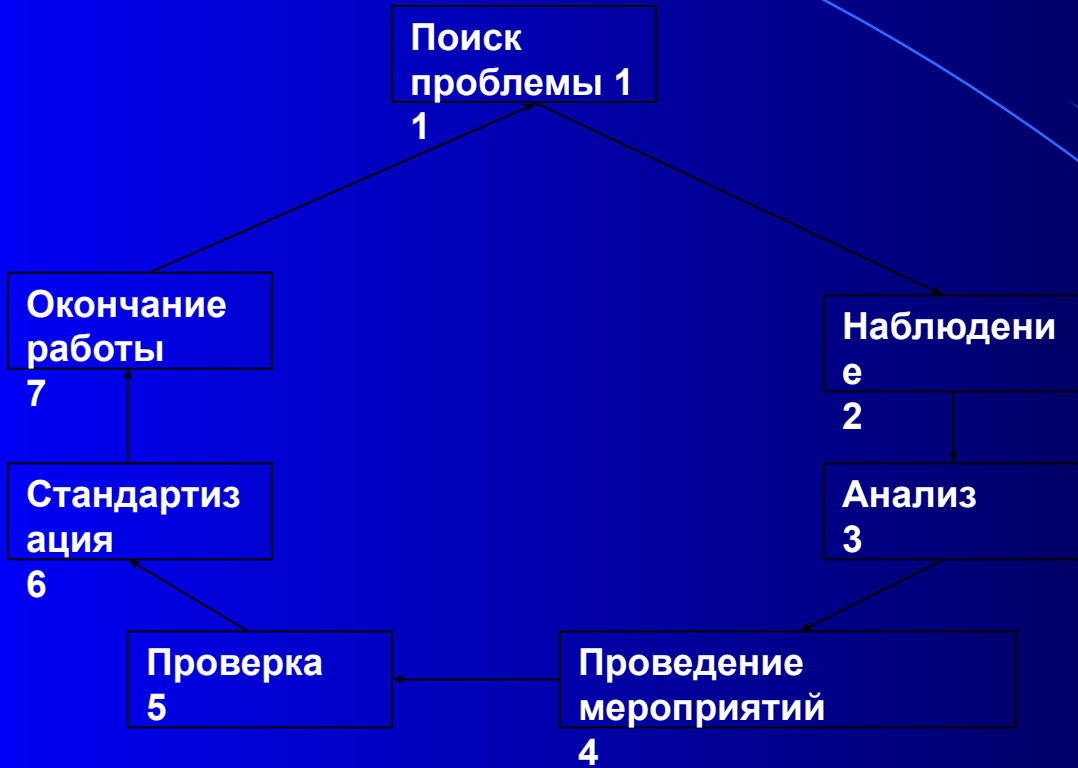 Поиск
проблемы 1
1
Наблюдени
е
2
Анализ
3
Проведение
мероприятий
4
Проверка
5
Стандартиз
ация
6
Окончание
работы
7